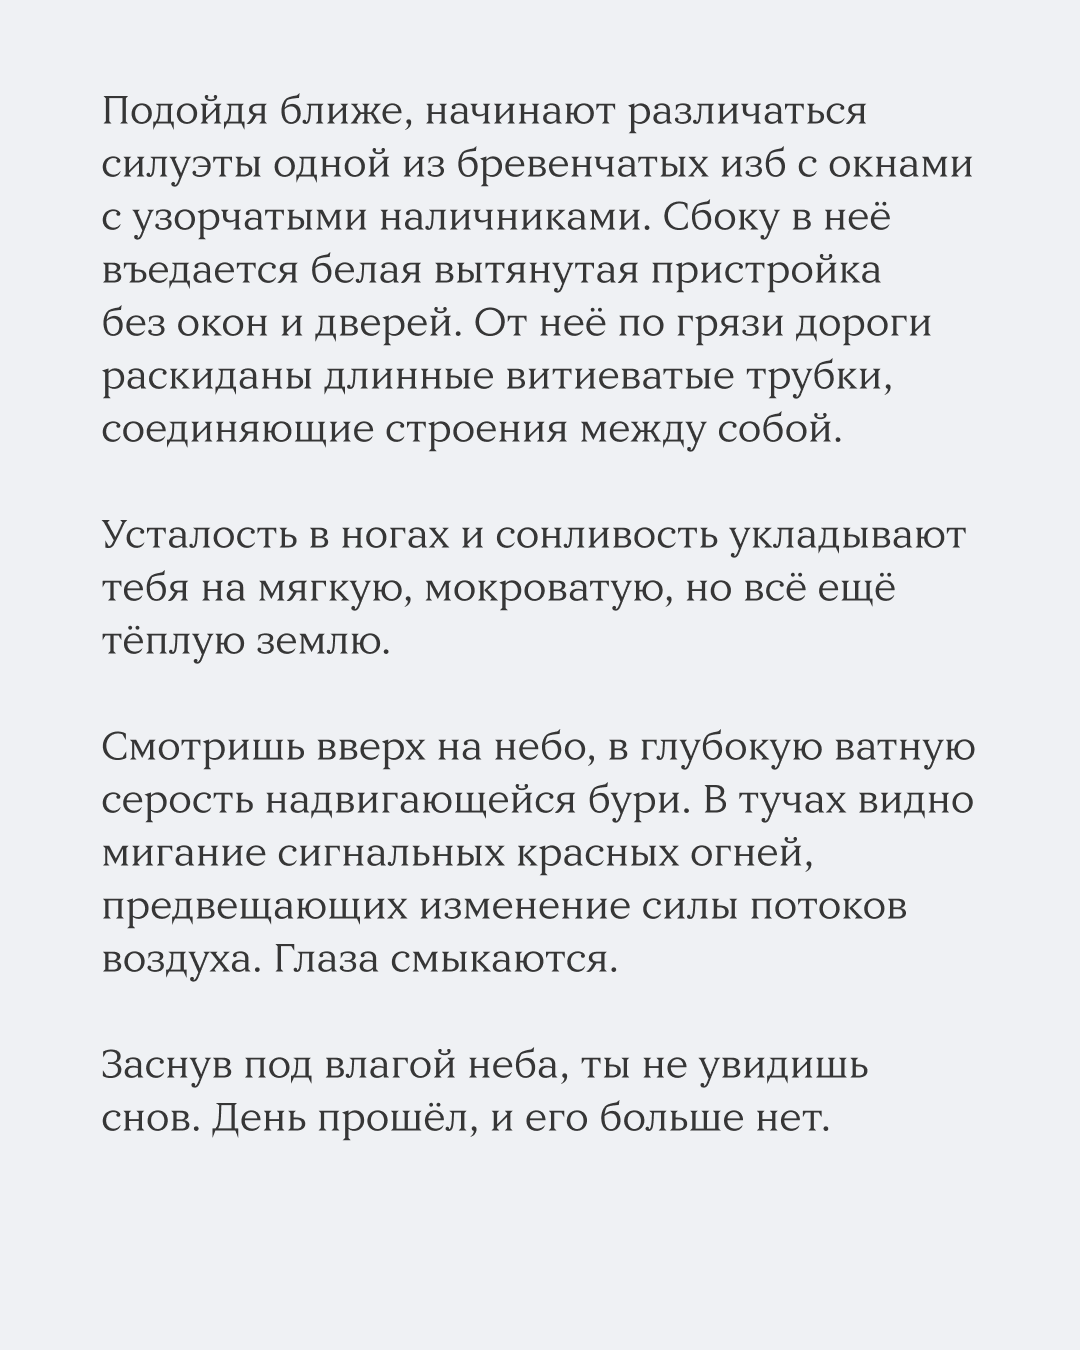 Подойдя ближе, начинают различаться
силуэты одной из бревенчатых изб с окнами
с узорчатыми наличниками. Сбоку в неё
въедается белая вытянутая пристройка
без окон и дверей. От неё по грязи дороги
раскиданы длинные витиеватые трубки,
соединяющие строения между собой.
Усталость в ногах и сонливость укладывают
тебя на мягкую, мокроватую, но всё ещё
тёплую землю.
Смотришь вверх на небо, в глубокую ватную
серость надвигающейся бури. В тучах видно
мигание сигнальных красных огней,
предвещающих изменение силы потоков
воздуха. Глаза смыкаются.
Заснув под влагой неба, ты не увидишь
снов. День прошёл, и его больше нет.